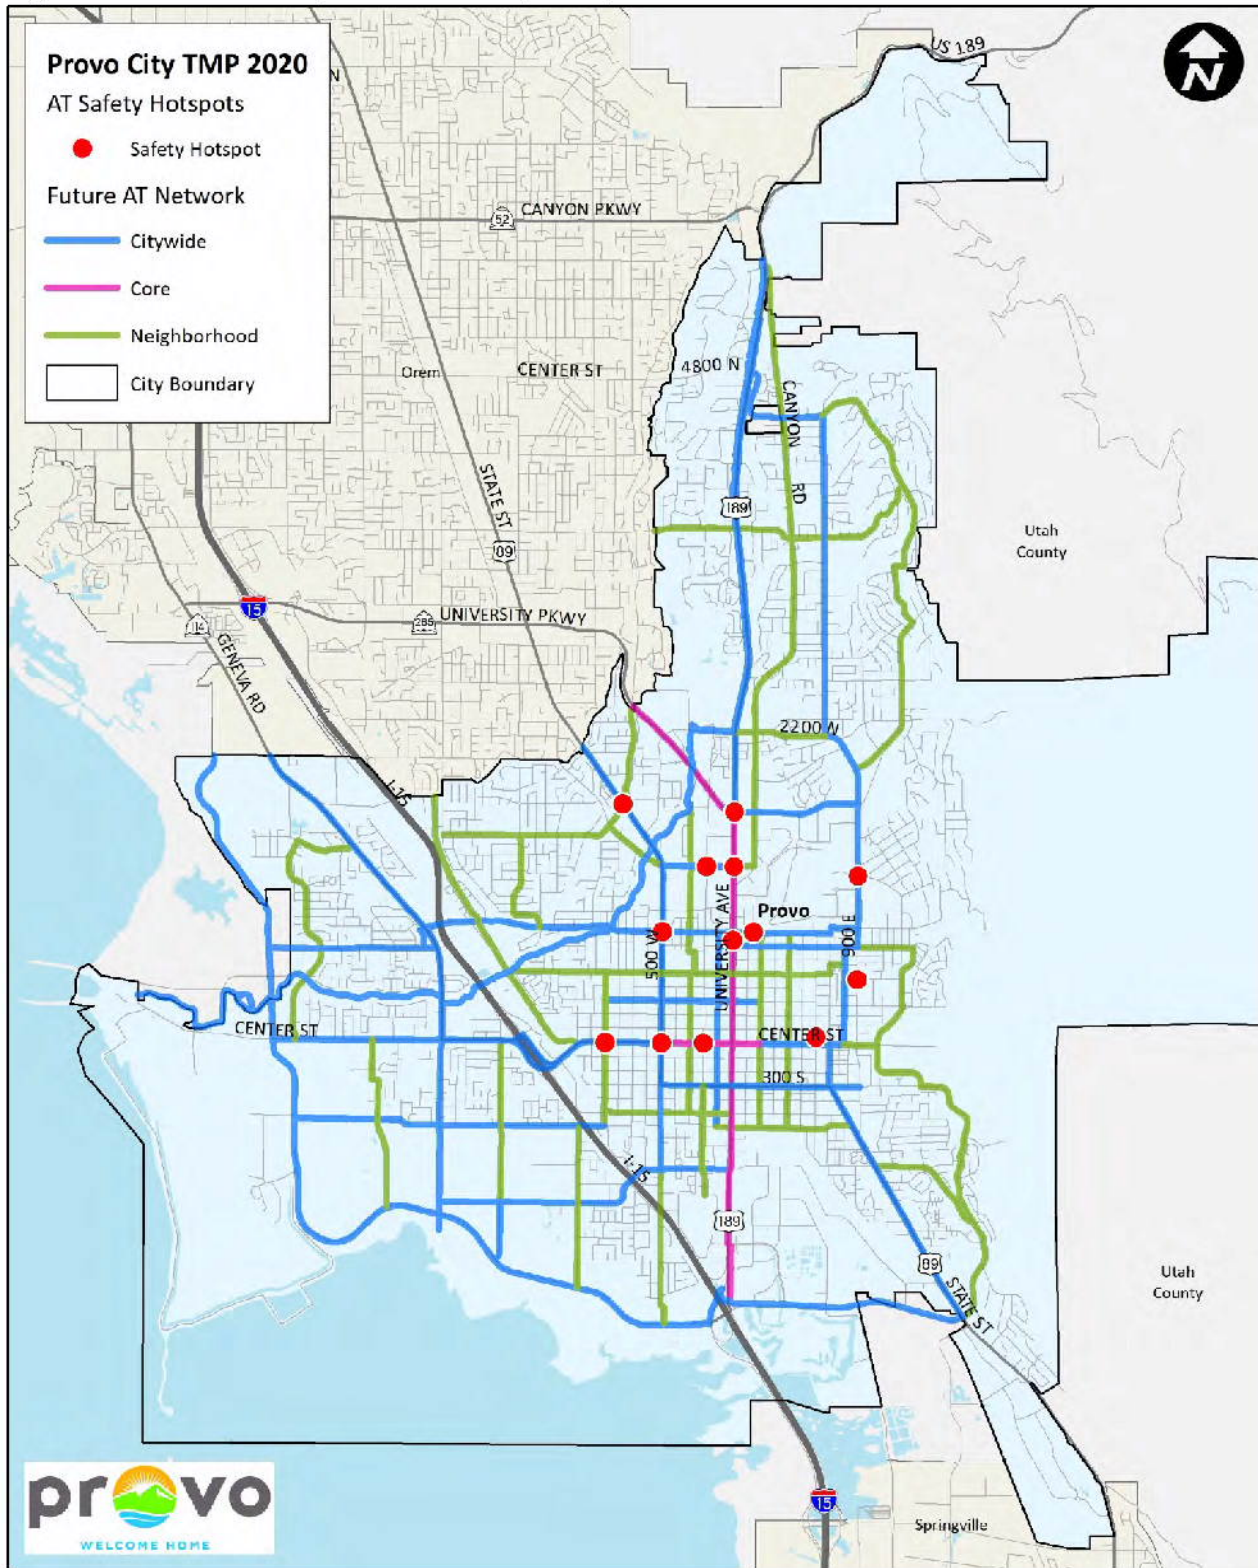 Provo City TMP 2020
AT Safety Hotspots
Safety Hotspot
Future AT Network
Citywide
Core
Neighborhood
City Boundary
N
US 189
N
52
CANYON PKWY
4800 N
Orem
CENTER ST
CANYON RD
STATE ST
189
89
Utah
County
15
265
UNIVERSITY PKWY
114
GENEVA RD
2200 N
I-15
UNIVERSITY AVE
Provo
500 W
900 E
CENTER ST
CENTER ST
300 S
I-15
189
89
STATE ST
Utah
County
15
Springville
provo
WELCOME HOME